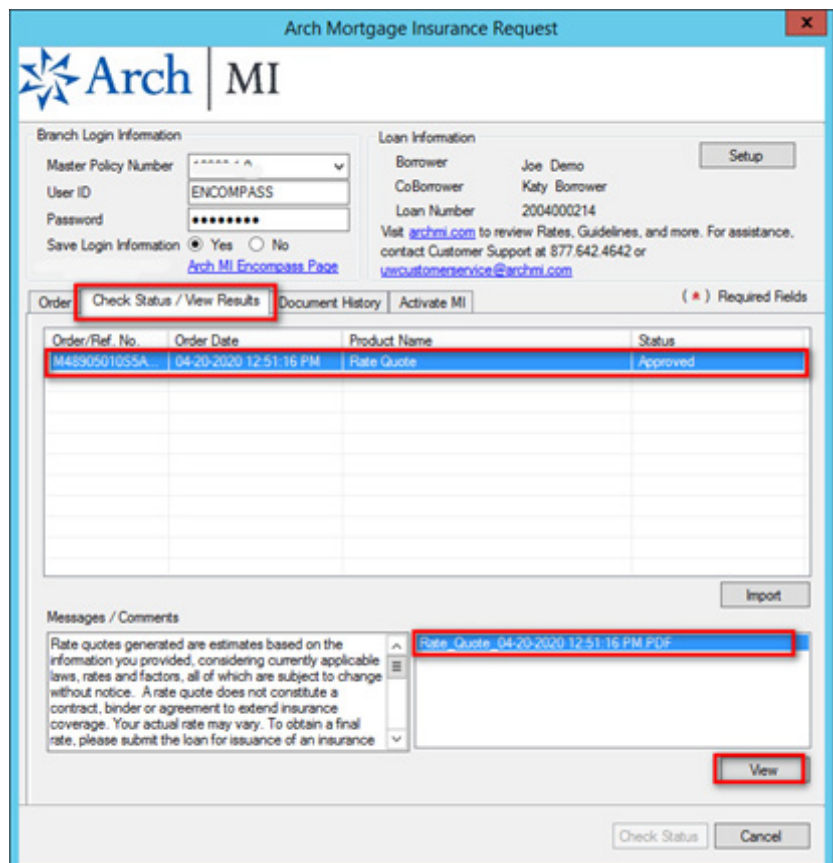 Arch Mortgage Insurance Request
x
Arch | MI
Branch Login Information
Master Policy Number
User ID ENCOMPASS
Password ••••••••
Save Login Information Yes No
Arch MI Encompass Page
Loan Information
Borrower Joe Demo
Setup
CoBorrower Katy Borrower
Loan Number 2004000214
Visit archmi.com to review Rates, Guidelines, and more. For assistance,
contact Customer Support at 877.642.4642 or
uwcustomerservice@archmi.com
Order Check Status / View Results Document History Activate MI
( * ) Required Fields
Order/Ref. No. Order Date Product Name Status
M48905010S5A... 04-20-2020 12:51:16 PM Rate Quote Approved
Import
Messages / Comments
Rate quotes generated are estimates based on the
information you provided, considering currently applicable
laws, rates and factors, all of which are subject to change
without notice. A rate quote does not constitute a
contract, binder or agreement to extend insurance
coverage. Your actual rate may vary. To obtain a final
rate, please submit the loan for issuance of an insurance
Rate_Quote_04-20-2020 12:51:16 PM.PDF
View
Check Status Cancel